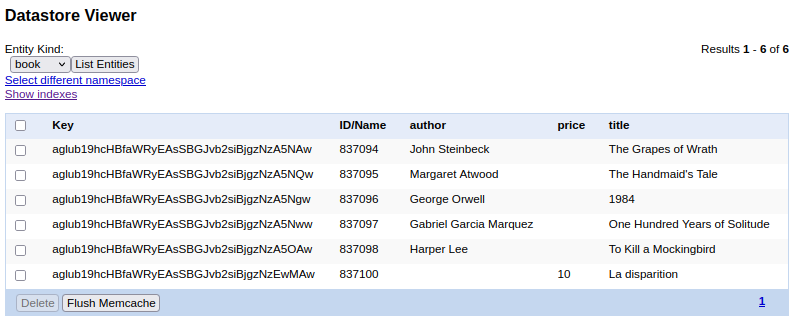 Datastore Viewer
Entity Kind:
Results 1 - 6 of 6
book List Entities
Select different namespace
Show indexes
Key ID/Name author price title
aglub19hcHBfaWRyEAsSBGJvb2siBjgzNzA5NAw 837094 John Steinbeck The Grapes of Wrath
aglub19hcHBfaWRyEAsSBGJvb2siBjgzNzA5NQw 837095 Margaret Atwood The Handmaid's Tale
aglub19hcHBfaWRyEAsSBGJvb2siBjgzNzA5Ngw 837096 George Orwell 1984
aglub19hcHBfaWRyEAsSBGJvb2siBjgzNzA5Nww 837097 Gabriel Garcia Marquez One Hundred Years of Solitude
aglub19hcHBfaWRyEAsSBGJvb2siBjgzNzA5OAw 837098 Harper Lee To Kill a Mockingbird
aglub19hcHBfaWRyEAsSBGJvb2siBjgzNzEwMAw 837100 10 La disparition
Delete Flush Memcache 1